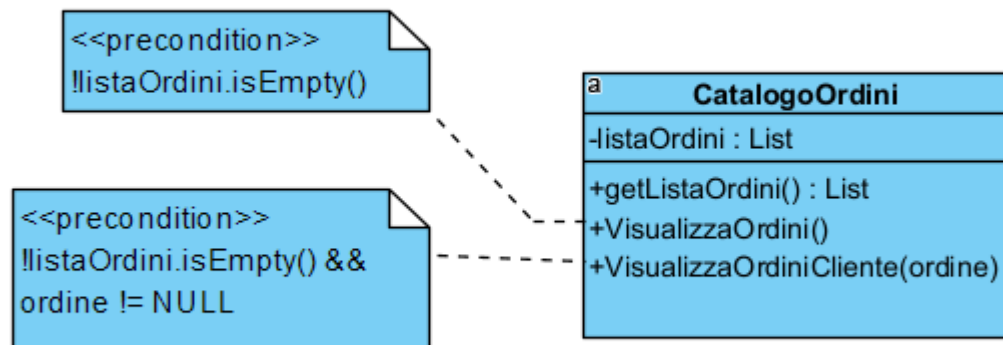 <<precondition>>
!listaOrdini.isEmpty()
<<precondition>>
!listaOrdini.isEmpty() &&
ordine != NULL
a
CatalogoOrdini
-listaOrdini : List
+getListaOrdini() : List
+VisualizzaOrdini()
+VisualizzaOrdiniCliente(ordine)